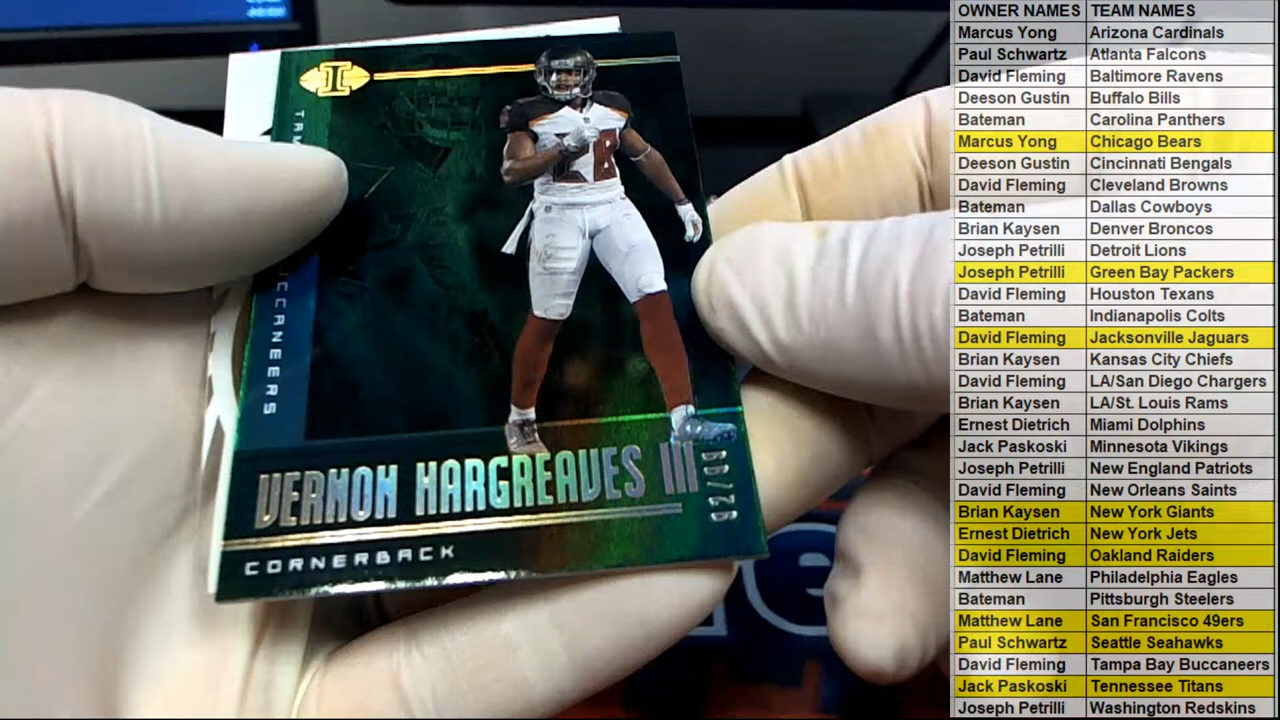 I
TAM
UCCANEERS
28
VERNON HARGREAVES III
CORNERBACK
OWNER NAMES TEAM NAMES
Marcus Yong Arizona Cardinals
Paul Schwartz Atlanta Falcons
David Fleming Baltimore Ravens
Deeson Gustin Buffalo Bills
Bateman Carolina Panthers
Marcus Yong Chicago Bears
Deeson Gustin Cincinnati Bengals
David Fleming Cleveland Browns
Bateman Dallas Cowboys
Brian Kaysen Denver Broncos
Joseph Petrilli Detroit Lions
Joseph Petrilli Green Bay Packers
David Fleming Houston Texans
Bateman Indianapolis Colts
David Fleming Jacksonville Jaguars
Brian Kaysen Kansas City Chiefs
David Fleming LA/San Diego Chargers
Brian Kaysen LA/St. Louis Rams
Ernest Dietrich Miami Dolphins
Jack Paskoski Minnesota Vikings
Joseph Petrilli New England Patriots
David Fleming New Orleans Saints
Brian Kaysen New York Giants
Ernest Dietrich New York Jets
David Fleming Oakland Raiders
Matthew Lane Philadelphia Eagles
Bateman Pittsburgh Steelers
Matthew Lane San Francisco 49ers
Paul Schwartz Seattle Seahawks
David Fleming Tampa Bay Buccaneers
Jack Paskoski Tennessee Titans
Joseph Petrilli Washington Redskins